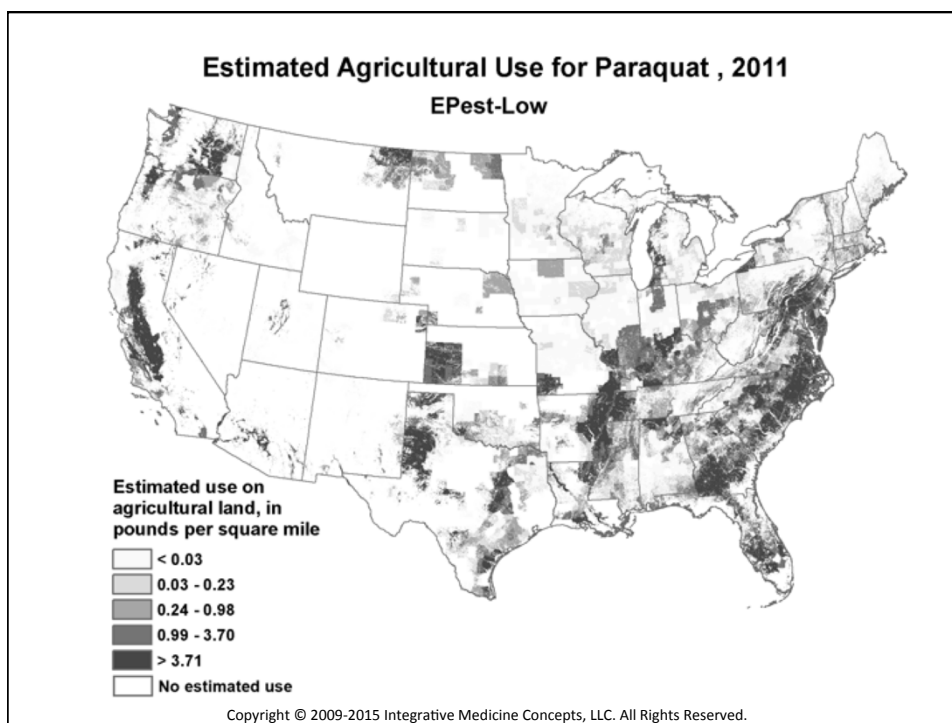 Estimated Agricultural Use for Paraquat , 2011
EPest-Low
Estimated use on
agricultural land, in
pounds per square mile
< 0.03
0.03 - 0.23
0.24 - 0.98
0.99 - 3.70
> 3.71
No estimated use
Copyright © 2009-2015 Integrative Medicine Concepts, LLC. All Rights Reserved.